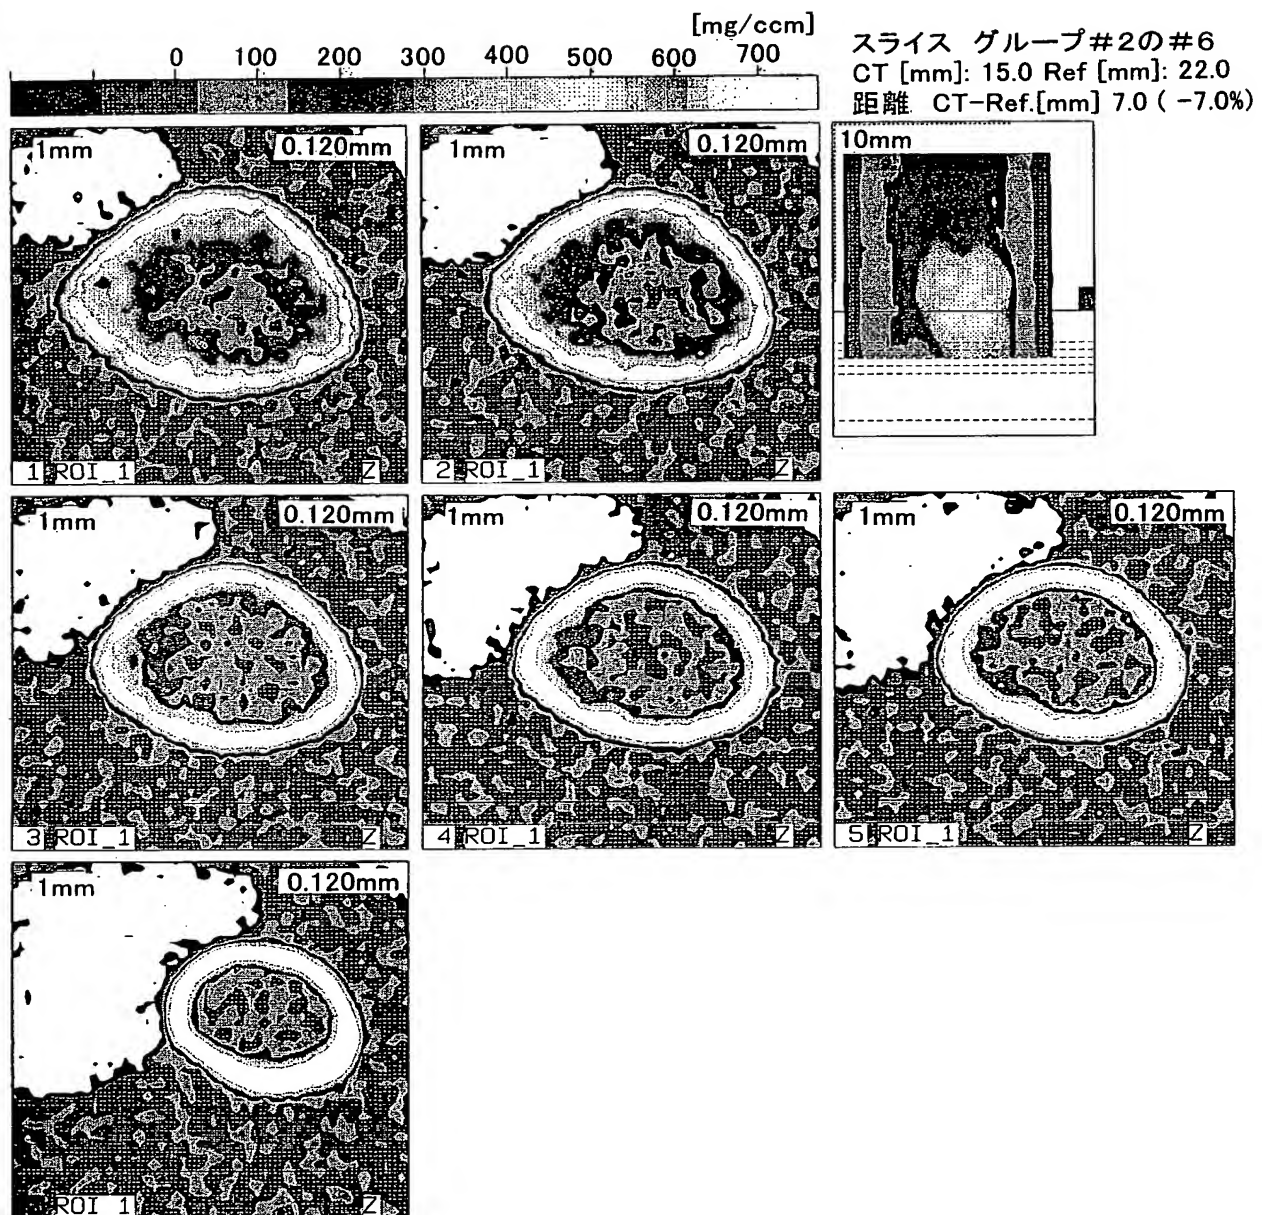 [mg/ccm]
0 100 200 300 400 500 600 700
スライス グループ#2の#6
CT [mm]: 15.0 Ref [mm]: 22.0
距離 CT-Ref.[mm] 7.0 ( -7.0%)
1mm 0.120mm
1 ROI_1 Z
1mm 0.120mm
2 ROI_1 Z
10mm
1mm 0.120mm
3 ROI_1 Z
1mm 0.120mm
4 ROI_1 Z
1mm 0.120mm
5 ROI_1 Z
1mm 0.120mm
ROI_1 Z